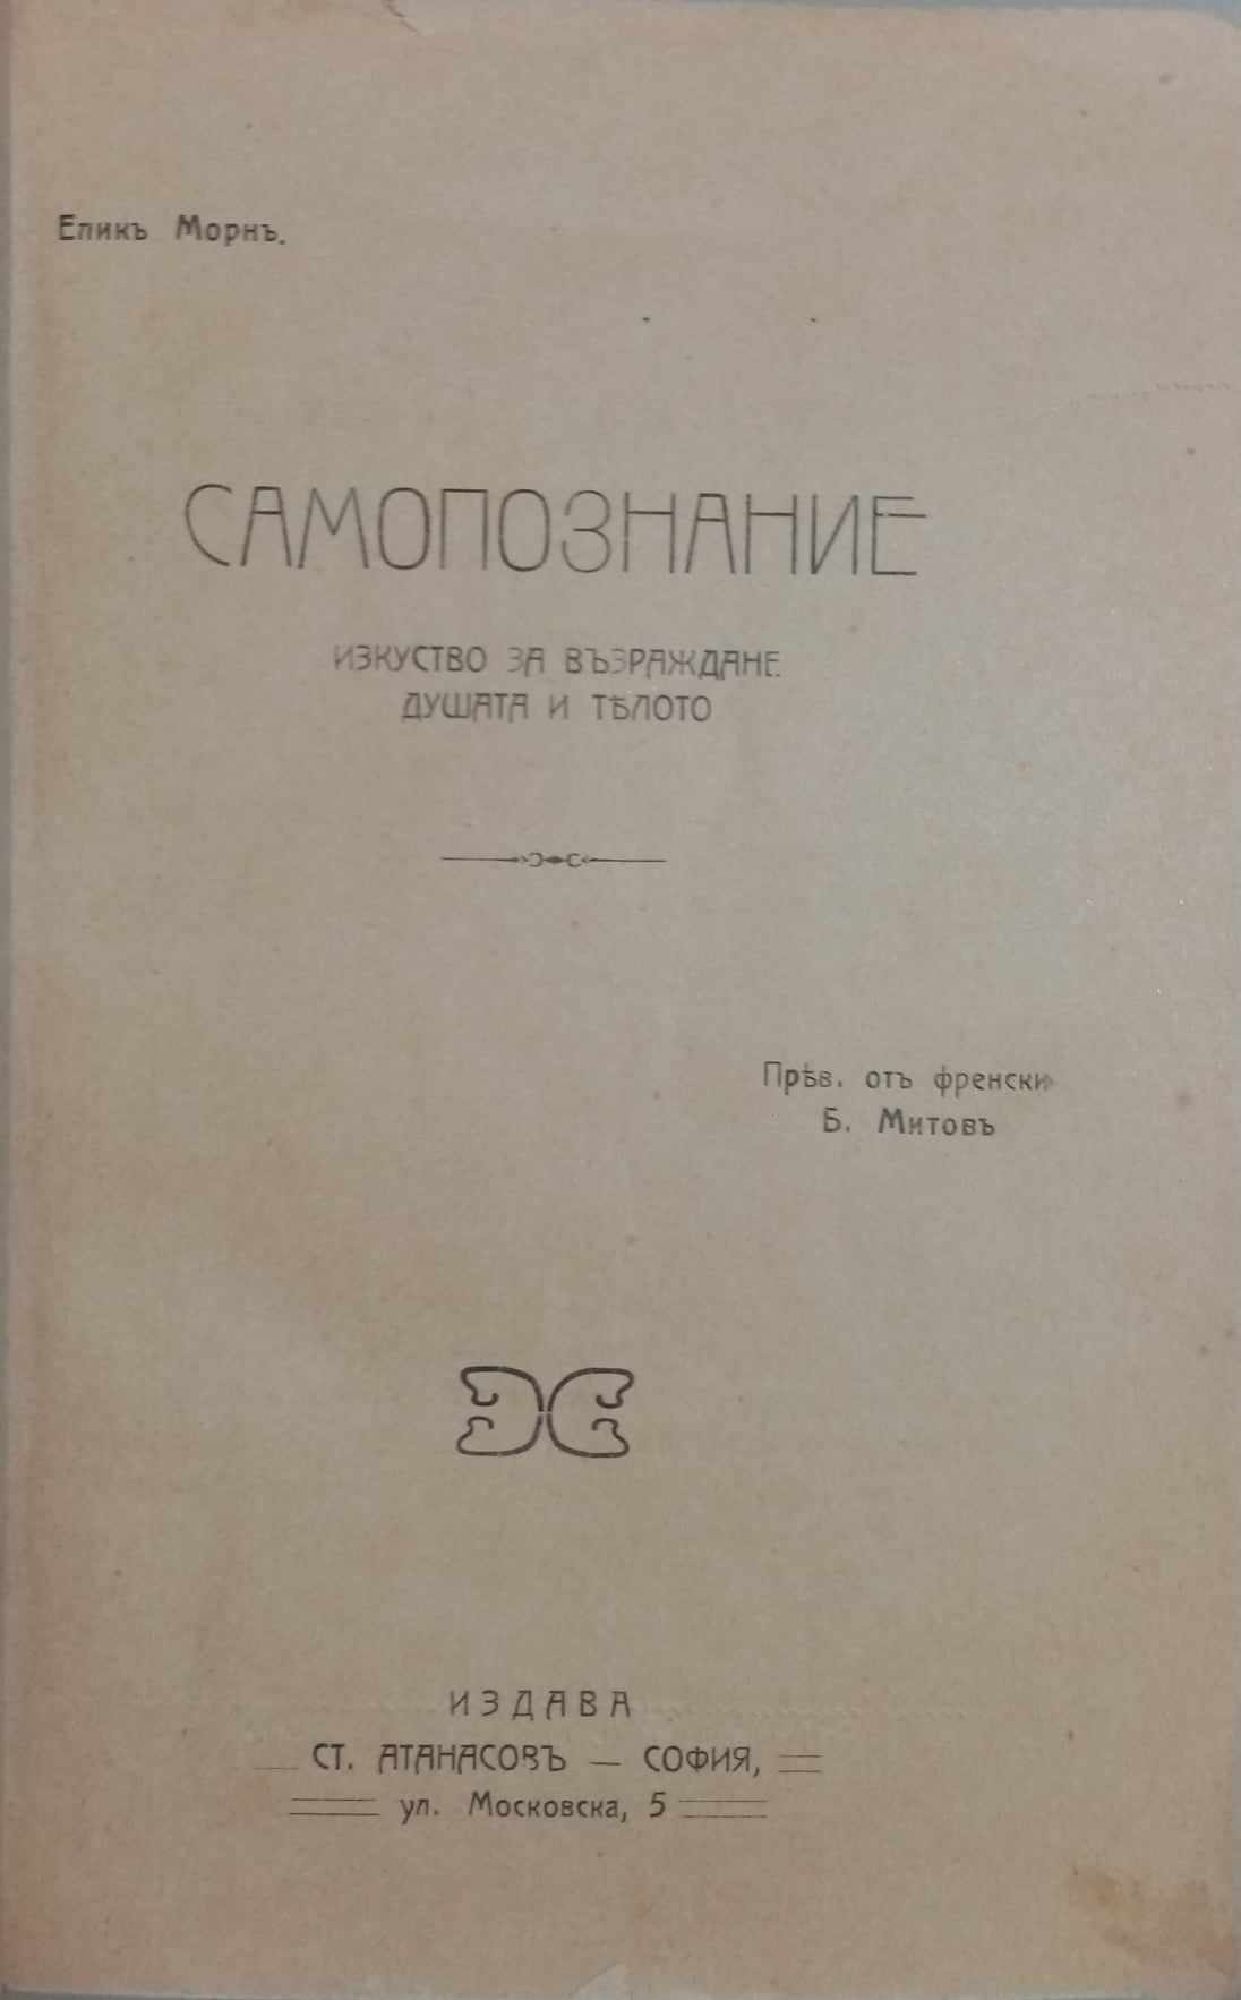 Еликъ Морнъ.
САМОПОЗНАНИЕ
ИЗКУСТВО ЗА ВЪЗРАЖДАНЕ
ДУШАТА И ТѢЛОТО
Прѣв. отъ френски
Б. Митовъ
ИЗДАВА
СТ. АТАНАСОВЪ — СОФИЯ,
ул. Московска, 5